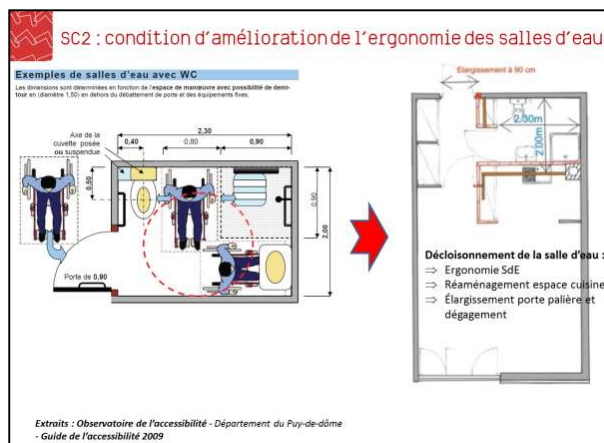 SC2 : condition d'amélioration de l'ergonomie des salles d'eau
Exemples de salles d'eau avec WC
Les dimensions sont déterminées en fonction de l'espace de manœuvre avec possibilité de demi-
tour en (diamètre 1,50) en dehors du débattement de porte et des équipements fixes.
Axe de la
cuvette posée
ou suspendue
2,30
0,40
0,80
0,90
0,50
0,90
2,00
Porte de 0,90
Elargissement à 90 cm
2.30m
2.00m
Décloisonnement de la salle d'eau :
⇒ Ergonomie SdE
⇒ Réaménagement espace cuisine
⇒ Élargissement porte palière et
dégagement
Extraits : Observatoire de l'accessibilité - Département du Puy-de-dôme
- Guide de l'accessibilité 2009